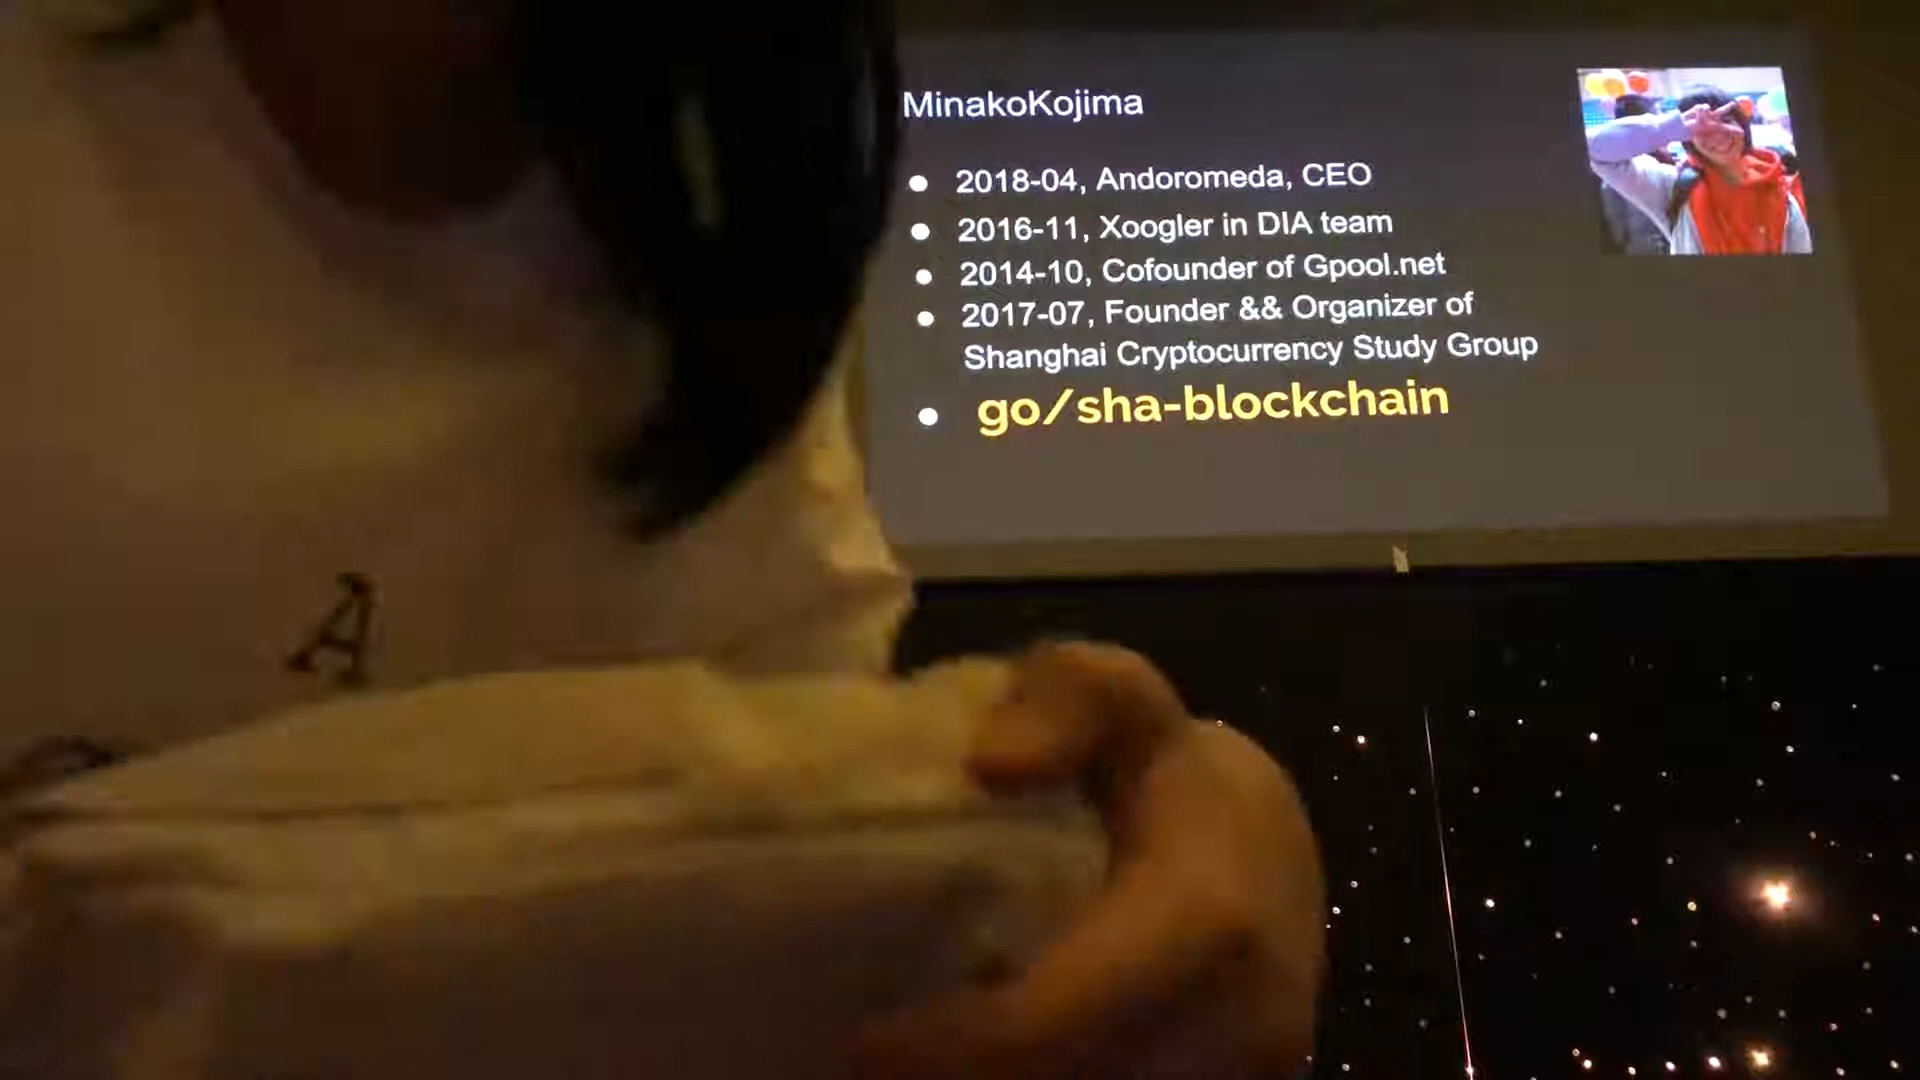 MinakoKojima
● 2018-04, Andoromeda, CEO
● 2016-11, Xoogler in DIA team
● 2014-10, Cofounder of Gpool.net
● 2017-07, Founder && Organizer of
Shanghai Cryptocurrency Study Group
● go/sha-blockchain
A